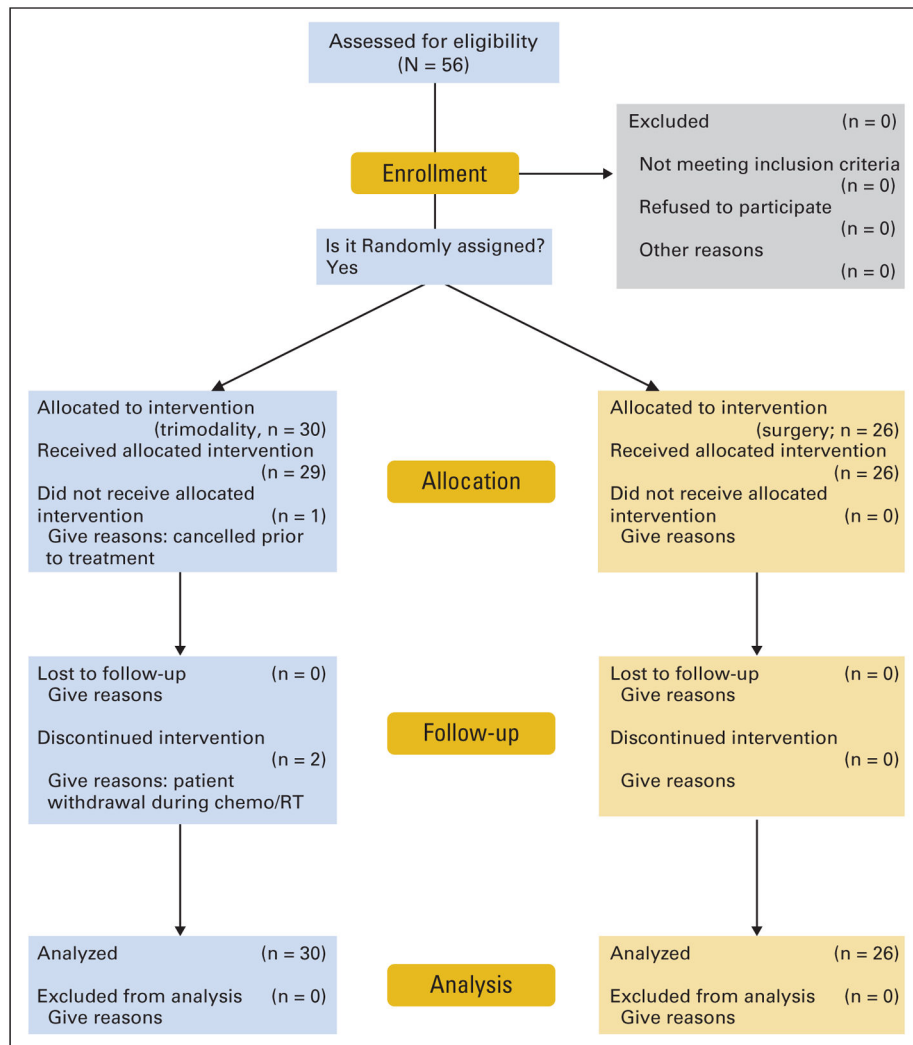 Assessed for eligibility
(N = 56)
Enrollment
Excluded (n = 0)
Not meeting inclusion criteria
(n = 0)
Refused to participate
(n = 0)
Other reasons
(n = 0)
Is it Randomly assigned?
Yes
Allocated to intervention
(trimodality, n = 30)
Received allocated intervention
(n = 29)
Did not receive allocated
intervention (n = 1)
Give reasons: cancelled prior
to treatment
Allocation
Allocated to intervention
(surgery; n = 26)
Received allocated intervention
(n = 26)
Did not receive allocated
intervention (n = 0)
Give reasons
Lost to follow-up (n = 0)
Give reasons
Discontinued intervention
(n = 2)
Give reasons: patient
withdrawal during chemo/RT
Follow-up
Lost to follow-up (n = 0)
Give reasons
Discontinued intervention
(n = 0)
Give reasons
Analyzed (n = 30)
Excluded from analysis (n = 0)
Give reasons
Analysis
Analyzed (n = 26)
Excluded from analysis (n = 0)
Give reasons